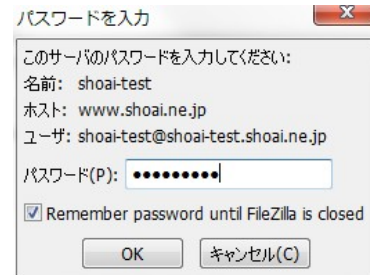 パスワードを入力
このサーバのパスワードを入力してください:
名前: shoai-test
ホスト: www.shoai.ne.jp
ユーザ: shoai-test@shoai-test.shoai.ne.jp
パスワード(P): ●●●●●●●●●
Remember password until FileZilla is closed
OK キャンセル(C)